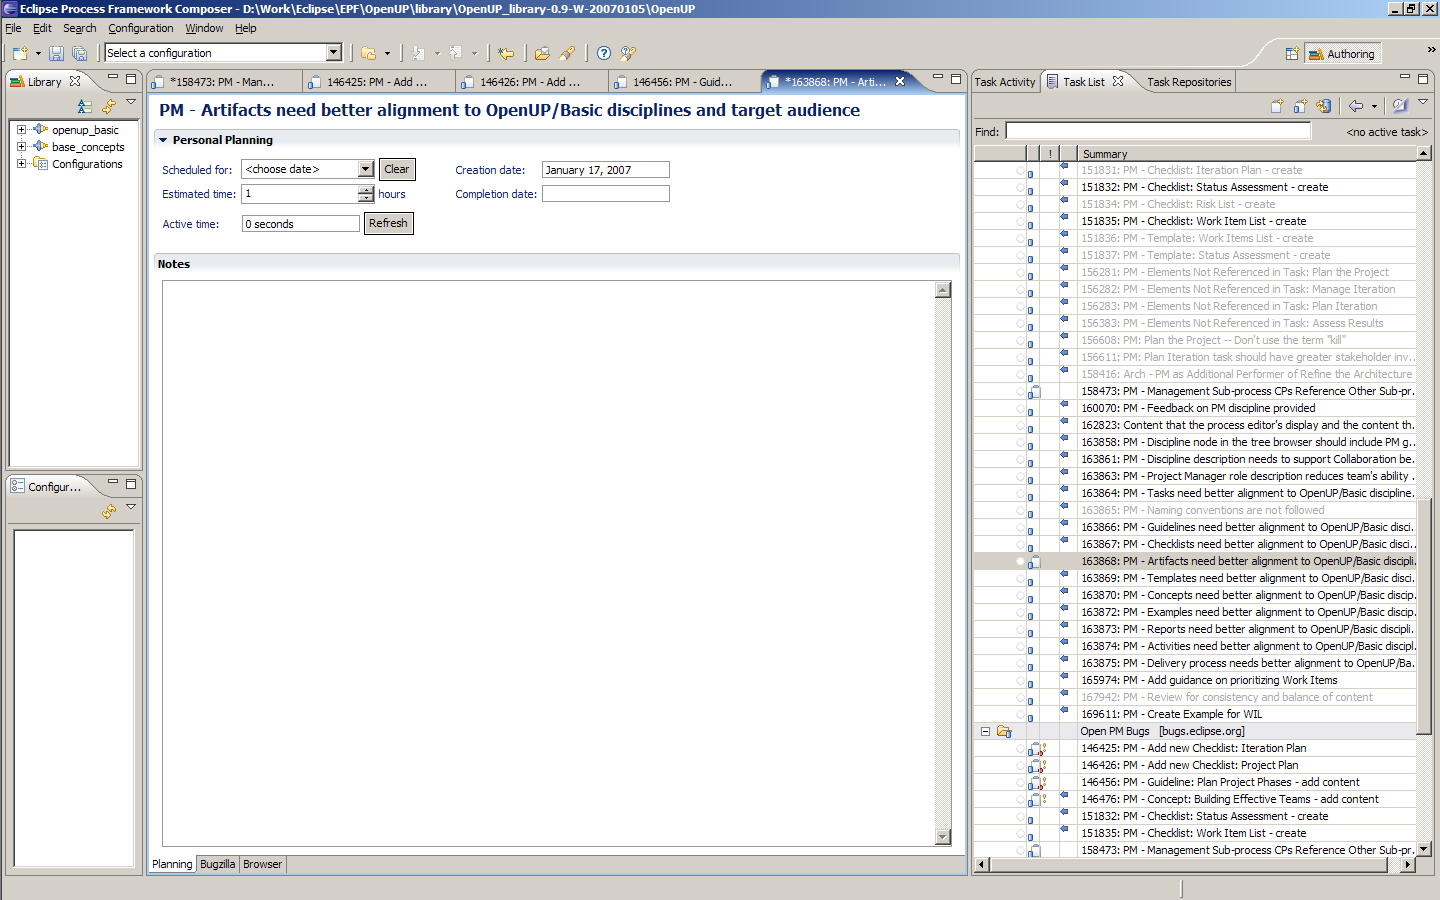 Eclipse Process Framework Composer - D:\Work\Eclipse\EPF\OpenUP\library\OpenUP_library-0.9-W-20070105\OpenUP
File Edit Search Configuration Window Help
Select a configuration
Authoring
Library
openup_basic
base_concepts
Configurations
Configur...
*158473: PM - Man...
146425: PM - Add ...
146426: PM - Add ...
146456: PM - Guid...
*163868: PM - Arti...
PM - Artifacts need better alignment to OpenUP/Basic disciplines and target audience
Personal Planning
Scheduled for: <choose date> Clear Creation date: January 17, 2007
Estimated time: 1 hours Completion date:
Active time: 0 seconds Refresh
Notes
Planning Bugzilla Browser
Task Activity Task List Task Repositories
Find: <no active task>
! Summary
151831: PM - Checklist: Iteration Plan - create
151832: PM - Checklist: Status Assessment - create
151834: PM - Checklist: Risk List - create
151835: PM - Checklist: Work Item List - create
151836: PM - Template: Work Items List - create
151837: PM - Template: Status Assessment - create
156281: PM - Elements Not Referenced in Task: Plan the Project
156282: PM - Elements Not Referenced in Task: Manage Iteration
156283: PM - Elements Not Referenced in Task: Plan Iteration
156383: PM - Elements Not Referenced in Task: Assess Results
156608: PM: Plan the Project -- Don't use the term "kill"
156611: PM: Plan Iteration task should have greater stakeholder inv...
158416: Arch - PM as Additional Performer of Refine the Architecture
158473: PM - Management Sub-process CPs Reference Other Sub-pr...
160070: PM - Feedback on PM discipline provided
162823: Content that the process editor's display and the content th...
163858: PM - Discipline node in the tree browser should include PM g...
163861: PM - Discipline description needs to support Collaboration be...
163863: PM - Project Manager role description reduces team's ability ...
163864: PM - Tasks need better alignment to OpenUP/Basic discipline...
163865: PM - Naming conventions are not followed
163866: PM - Guidelines need better alignment to OpenUP/Basic disci...
163867: PM - Checklists need better alignment to OpenUP/Basic disci...
163868: PM - Artifacts need better alignment to OpenUP/Basic discipli...
163869: PM - Templates need better alignment to OpenUP/Basic disci...
163870: PM - Concepts need better alignment to OpenUP/Basic discip...
163872: PM - Examples need better alignment to OpenUP/Basic discip...
163873: PM - Reports need better alignment to OpenUP/Basic discipli...
163874: PM - Activities need better alignment to OpenUP/Basic discipl...
163875: PM - Delivery process needs better alignment to OpenUP/Ba...
165974: PM - Add guidance on prioritizing Work Items
167942: PM - Review for consistency and balance of content
169611: PM - Create Example for WIL
Open PM Bugs [bugs.eclipse.org]
146425: PM - Add new Checklist: Iteration Plan
146426: PM - Add new Checklist: Project Plan
146456: PM - Guideline: Plan Project Phases - add content
146476: PM - Concept: Building Effective Teams - add content
151832: PM - Checklist: Status Assessment - create
151835: PM - Checklist: Work Item List - create
158473: PM - Management Sub-process CPs Reference Other Sub-pr...